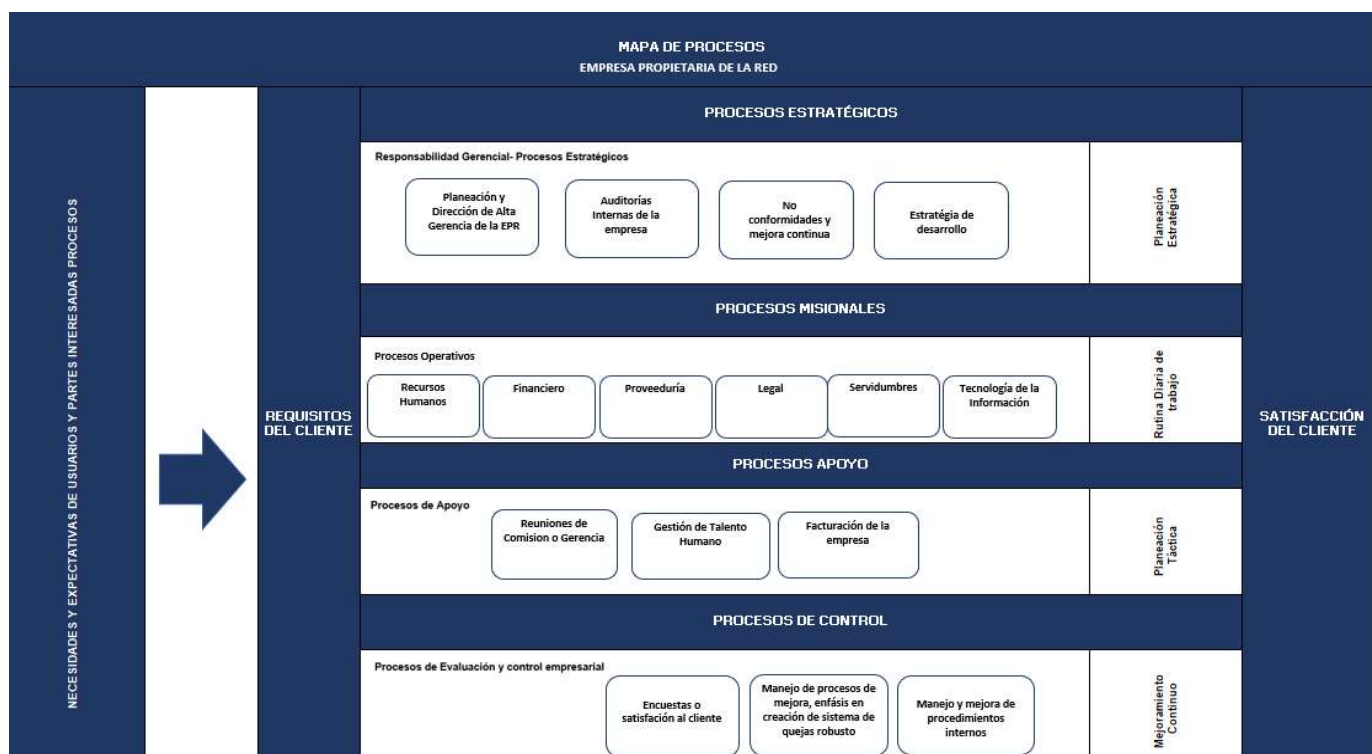 MAPA DE PROCESOS
EMPRESA PROPIETARIA DE LA RED
NECESIDADES Y EXPECTATIVAS DE USUARIOS Y PARTES INTERESADAS PROCESOS
REQUISITOS
DEL CLIENTE
PROCESOS ESTRATÉGICOS
Responsabilidad Gerencial- Procesos Estratégicos
Planeación y
Dirección de Alta
Gerencia de la EPR
Auditorías
Internas de la
empresa
No
conformidades y
mejora continua
Estratégia de
desarrollo
Planeación
Estratégica
PROCESOS MISIONALES
Procesos Operativos
Recursos
Humanos
Financiero
Proveeduría
Legal
Servidumbres
Tecnología de la
Información
Rutina Diaria de
trabajo
PROCESOS APOYO
Procesos de Apoyo
Reuniones de
Comision o Gerencia
Gestión de Talento
Humano
Facturación de la
empresa
Planeación
Táctica
PROCESOS DE CONTROL
Procesos de Evaluación y control empresarial
Encuestas o
satisfacción al cliente
Manejo de procesos de
mejora, enfásis en
creación de sistema de
quejas robusto
Manejo y mejora de
procedimientos
internos
Mejoramiento
Continuo
SATISFACCIÓN
DEL CLIENTE